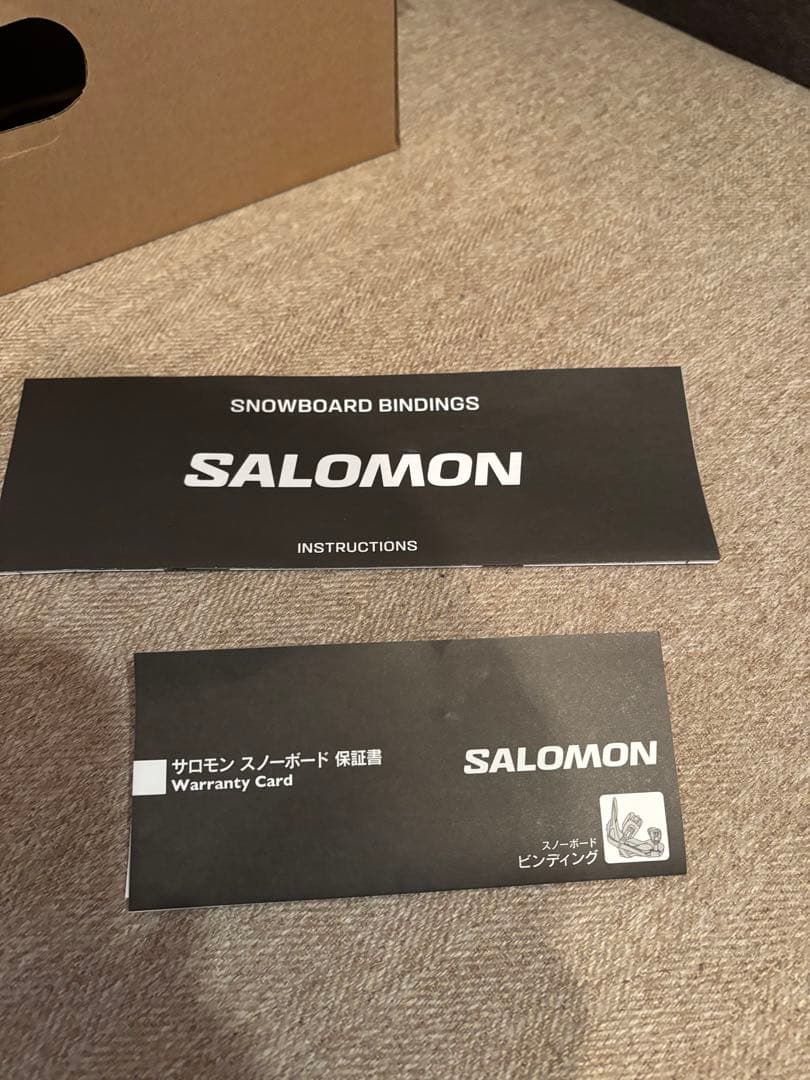 SNOWBOARD BINDINGS
SALOMON
INSTRUCTIONS
サロモン スノーボード 保証書
Warranty Card
SALOMON
スノーボード
ビンディング